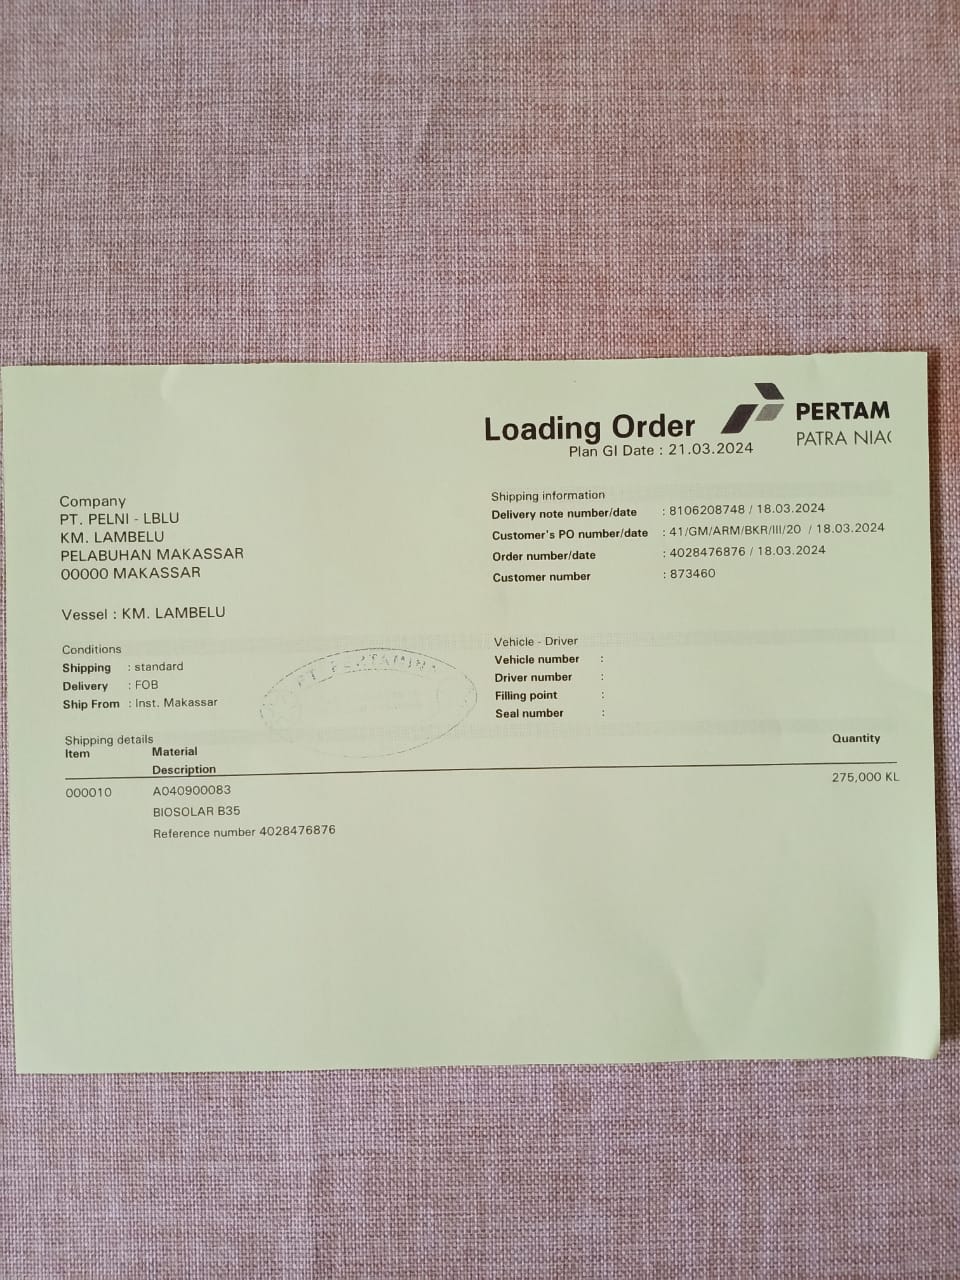 Loading Order
PERTAM
PATRA NIA
Plan GI Date : 21.03.2024
Company
PT. PELNI - LBLU
KM. LAMBELU
PELABUHAN MAKASSAR
00000 MAKASSAR
Vessel : KM. LAMBELU
Shipping information
Delivery note number/date : 8106208748 / 18.03.2024
Customer's PO number/date : 41/GM/ARM/BKR/III/20 / 18.03.2024
Order number/date : 4028476876 / 18.03.2024
Customer number : 873460
Conditions
Shipping : standard
Delivery : FOB
Ship From : Inst. Makassar
PT. PERTAMINA
Vehicle - Driver
Vehicle number :
Driver number :
Filling point :
Seal number :
Shipping details
Item Material Quantity
Description
000010 A040900083 275,000 KL
BIOSOLAR B35
Reference number 4028476876